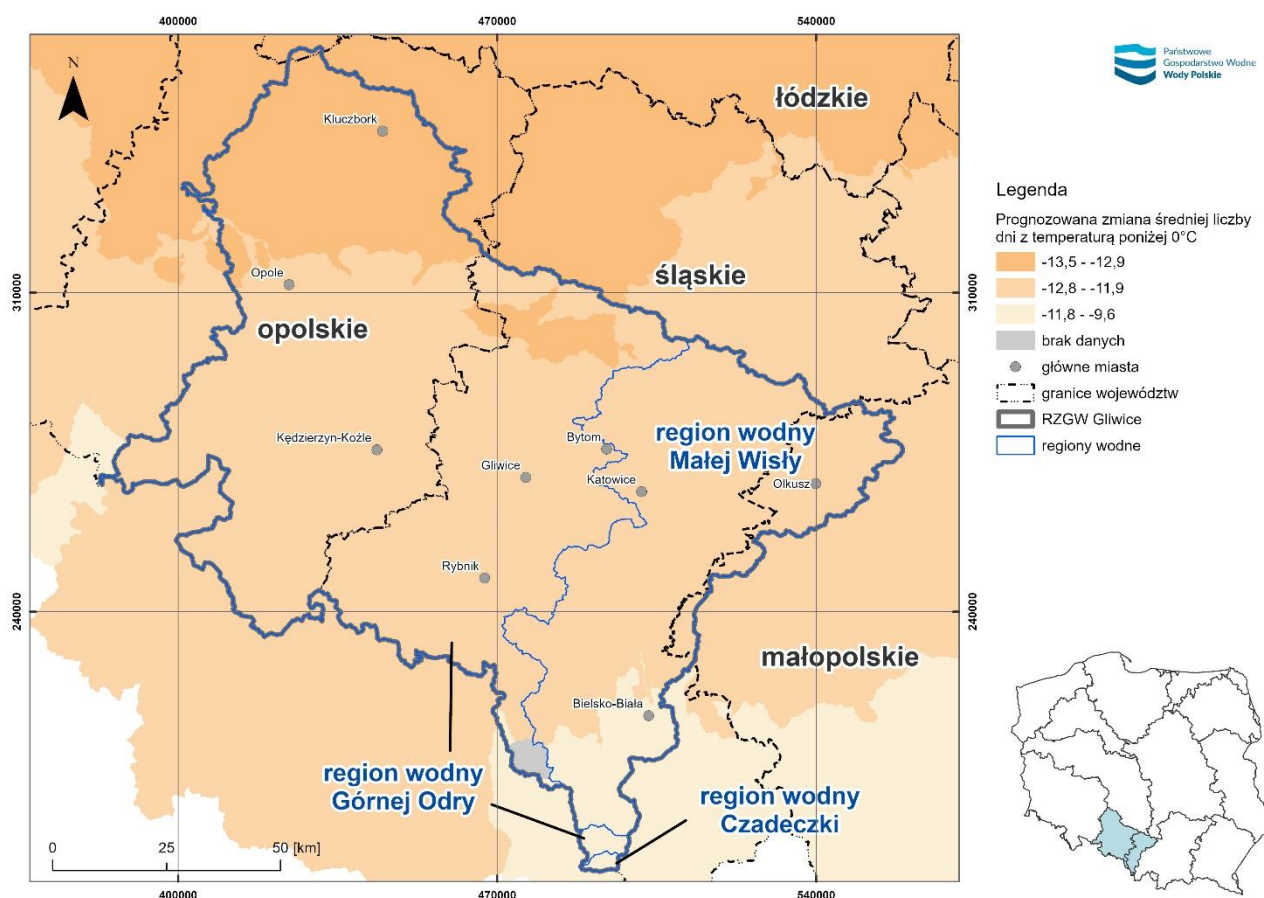 400000
470000
540000
N
łódzkie
Kluczbork
Państwowe
Gospodarstwo Wodne
Wody Polskie
Legenda
Prognozowana zmiana średniej liczby
dni z temperaturą poniżej 0°C
-13,5 - -12,9
-12,8 - -11,9
-11,8 - -9,6
brak danych
główne miasta
granice województw
RZGW Gliwice
regiony wodne
310000
310000
Opole
śląskie
opolskie
Kędzierzyn-Koźle
Gliwice
Bytom
Katowice
region wodny
Małej Wisły
Olkusz
Rybnik
240000
240000
małopolskie
Bielsko-Biała
region wodny
Górnej Odry
region wodny
Czadeczki
0 25 50 [km]
400000
470000
540000